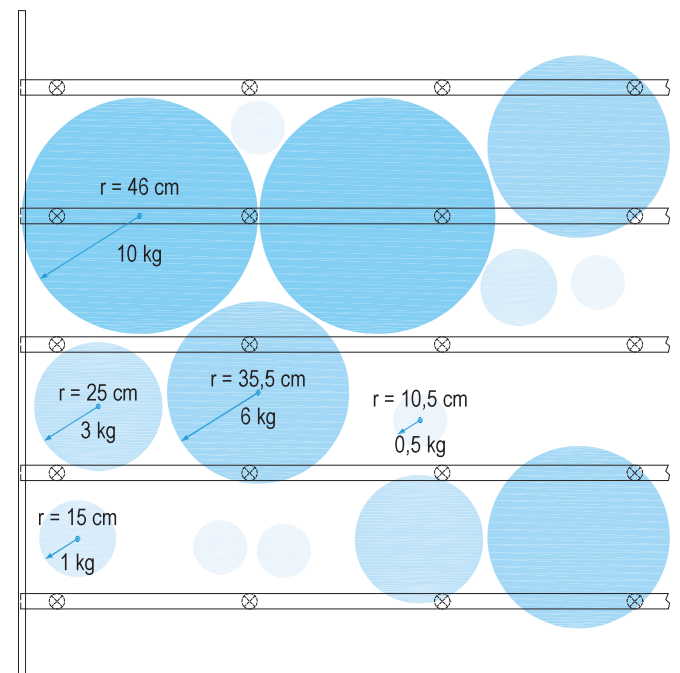 r = 46 cm
10 kg
r = 25 cm
3 kg
r = 35,5 cm
6 kg
r = 10,5 cm
0,5 kg
r = 15 cm
1 kg